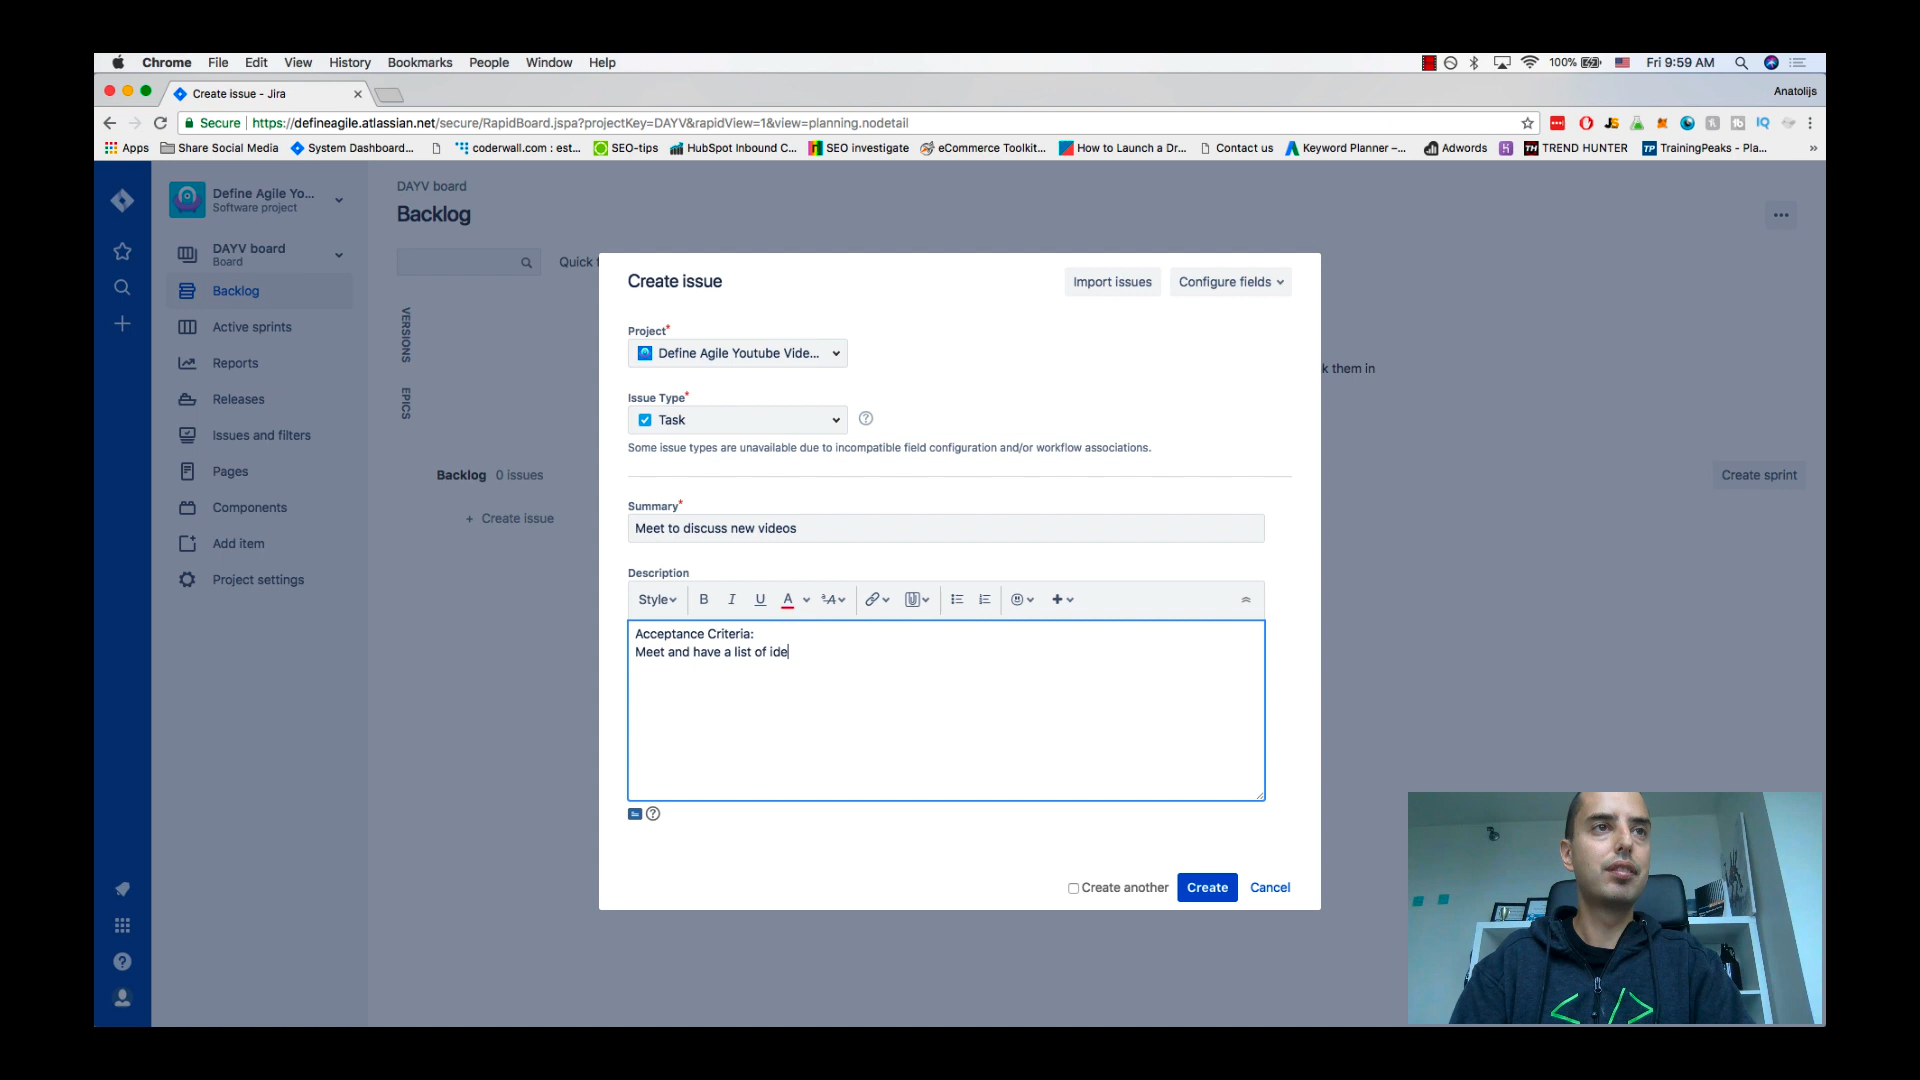 Chrome File Edit View History Bookmarks People Window Help 100% Fri 9:59 AM
Create issue - Jira Anatolijs
Secure https://defineagile.atlassian.net/secure/RapidBoard.jspa?projectKey=DAYV&rapidView=1&view=planning.nodetail
Apps Share Social Media System Dashboard... coderwall.com : est... SEO-tips HubSpot Inbound C... SEO investigate eCommerce Toolkit... How to Launch a Dr... Contact us Keyword Planner –... Adwords TREND HUNTER TrainingPeaks - Pla... »
Define Agile Yo...
Software project
DAYV board
Board
Backlog
Active sprints
Reports
Releases
Issues and filters
Pages
Components
Add item
Project settings
DAYV board
Backlog
Quick
VERSIONS
EPICS
k them in
Backlog 0 issues
Create sprint
+ Create issue
Create issue
Import issues Configure fields
Project*
Define Agile Youtube Vide...
Issue Type*
Task
Some issue types are unavailable due to incompatible field configuration and/or workflow associations.
Summary*
Meet to discuss new videos
Description
Style B I U A
Acceptance Criteria:
Meet and have a list of ide
Create another Create Cancel